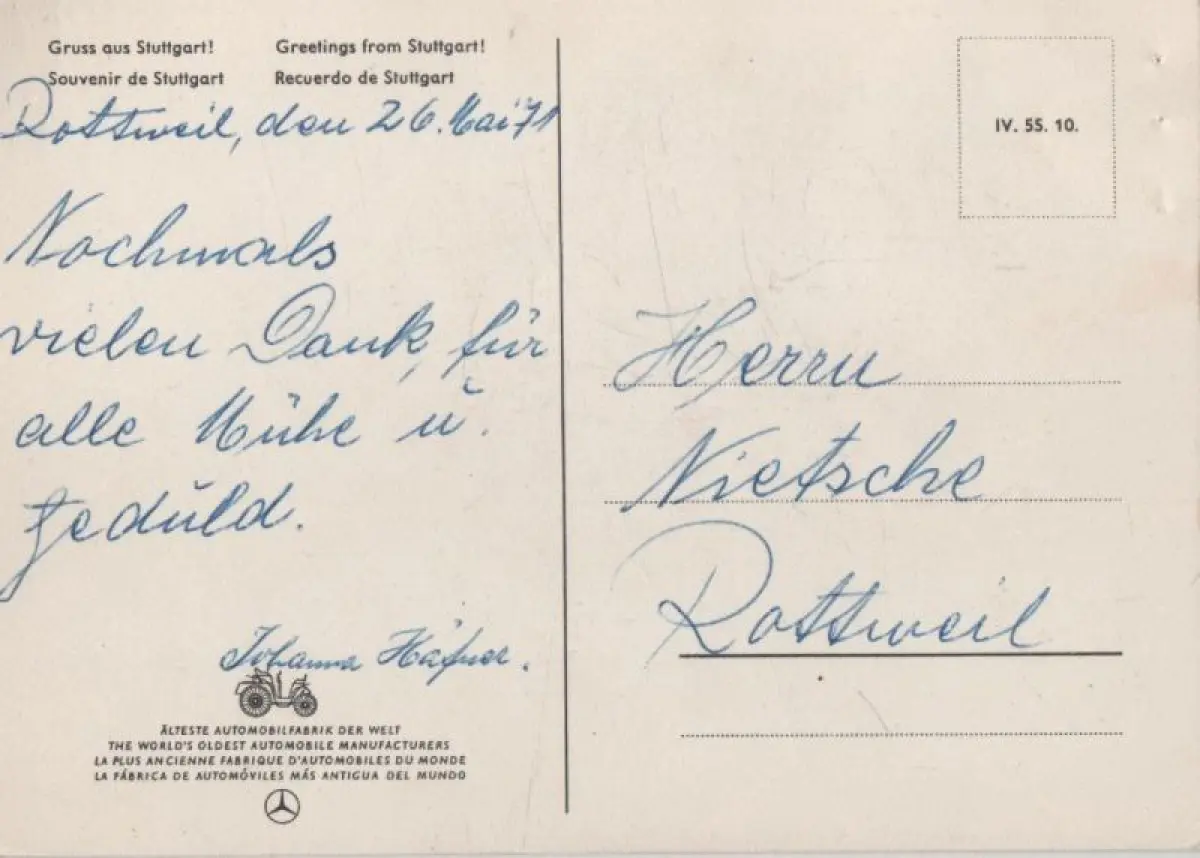 Gruss aus Stuttgart!
Greetings from Stuttgart!
Souvenir de Stuttgart
Recuerdo de Stuttgart
Rottweil, den 26. Mai 71
Nochmals
vielen Dank, für
alle Mühe u.
Geduld.
Johanna Häfner.
ÄLTESTE AUTOMOBILFABRIK DER WELT
THE WORLD'S OLDEST AUTOMOBILE MANUFACTURERS
LA PLUS ANCIENNE FABRIQUE D'AUTOMOBILES DU MONDE
LA FÁBRICA DE AUTOMÓVILES MÁS ANTIGUA DEL MUNDO
IV. 55. 10.
Herrn
Nietsche
Rottweil